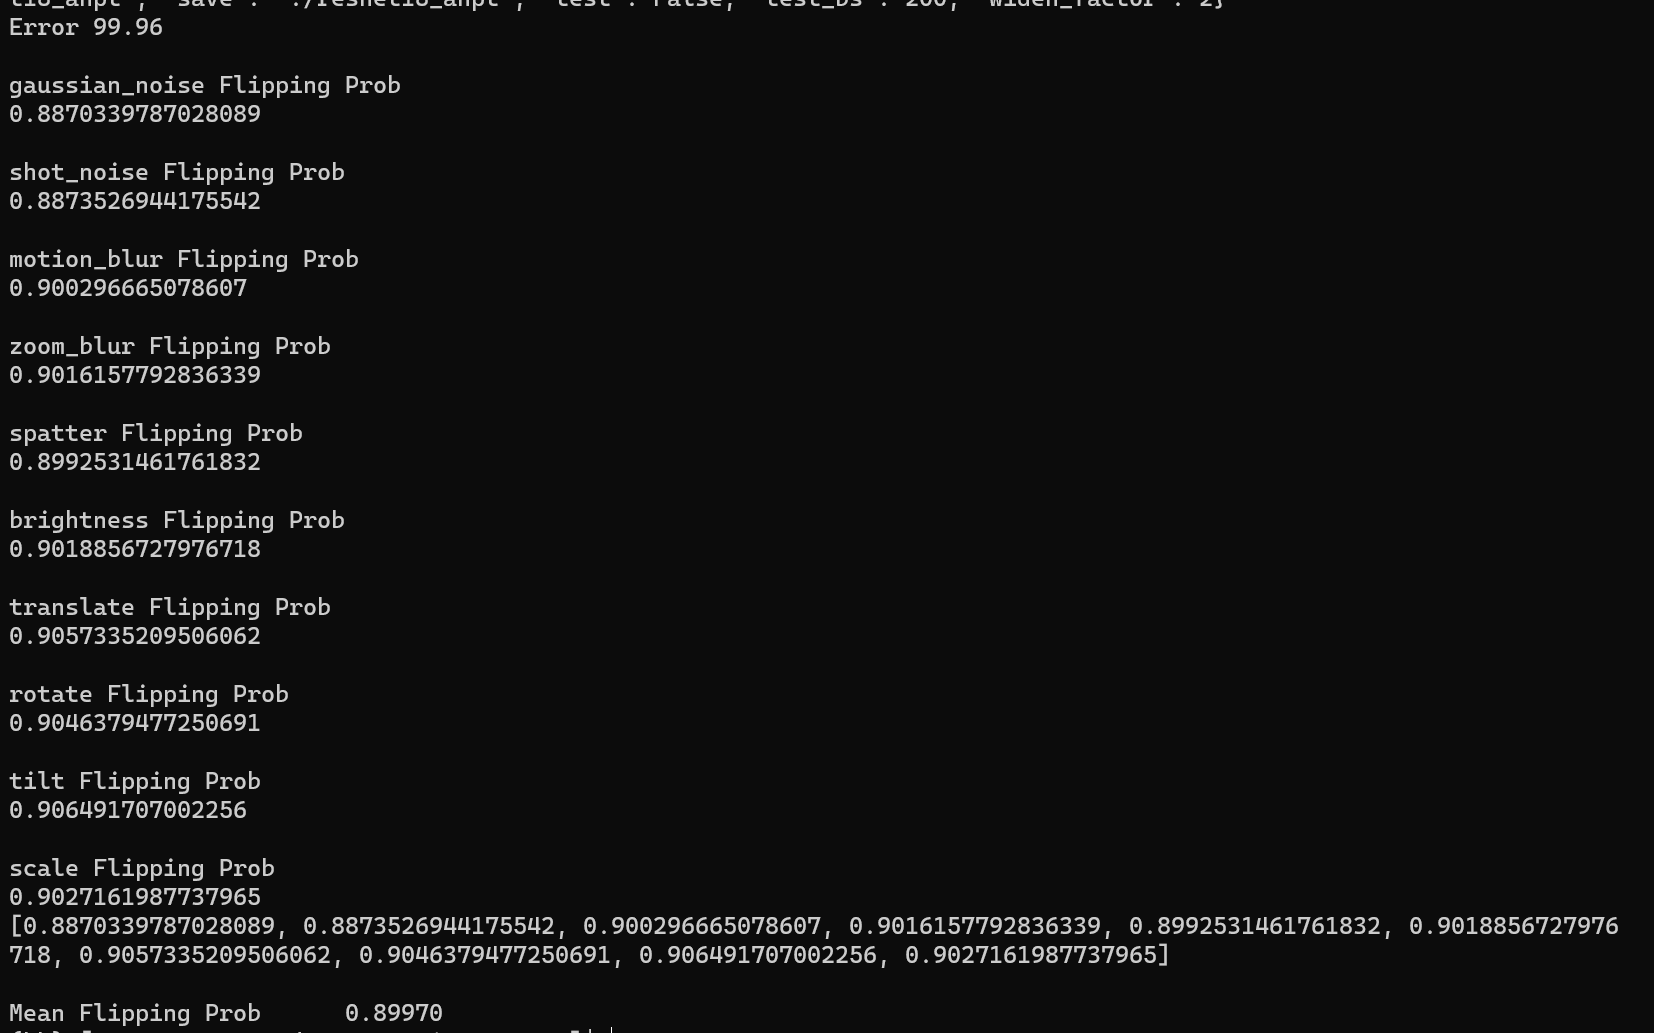 Error 99.96
gaussian_noise Flipping Prob
0.8870339787028089
shot_noise Flipping Prob
0.8873526944175542
motion_blur Flipping Prob
0.900296665078607
zoom_blur Flipping Prob
0.9016157792836339
spatter Flipping Prob
0.8992531461761832
brightness Flipping Prob
0.9018856727976718
translate Flipping Prob
0.9057335209506062
rotate Flipping Prob
0.9046379477250691
tilt Flipping Prob
0.906491707002256
scale Flipping Prob
0.9027161987737965
[0.8870339787028089, 0.8873526944175542, 0.900296665078607, 0.9016157792836339, 0.8992531461761832, 0.9018856727976
718, 0.9057335209506062, 0.9046379477250691, 0.906491707002256, 0.9027161987737965]
Mean Flipping Prob 0.89970